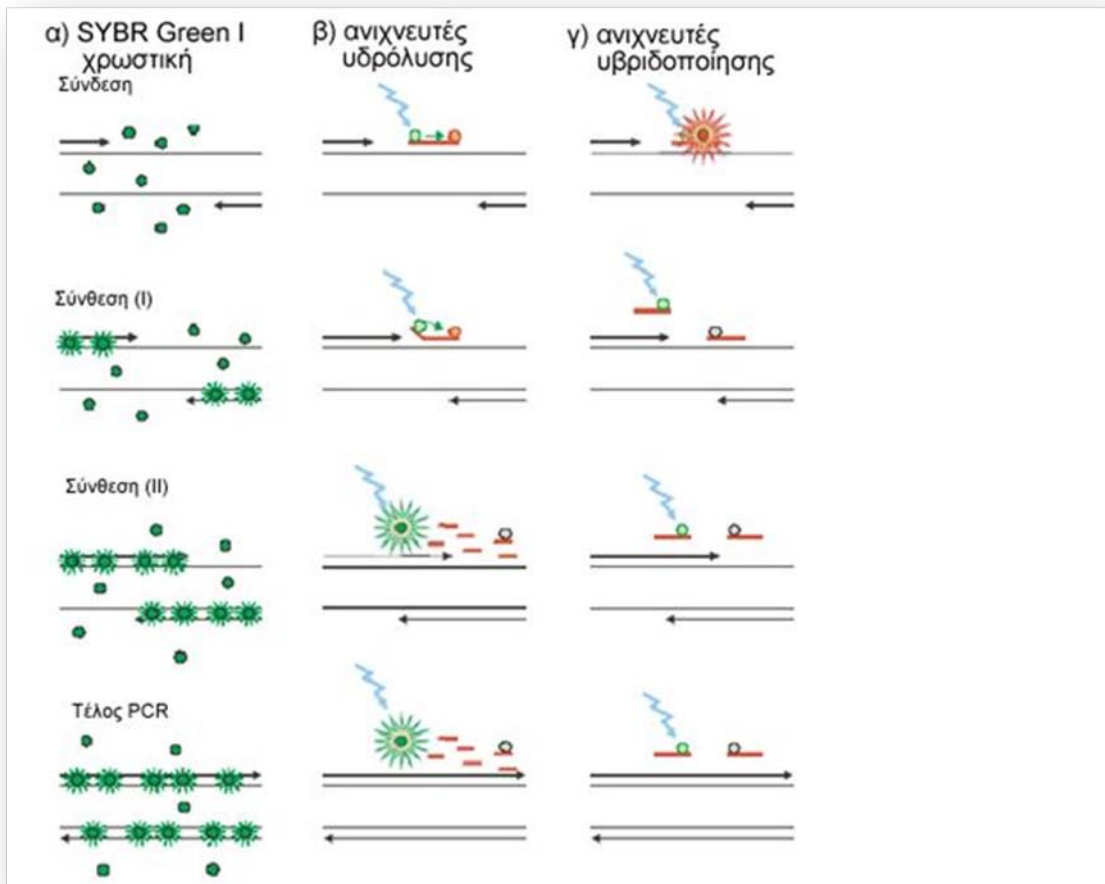 α) SYBR Green I
χρωστική
β) ανιχνευτές
υδρόλυσης
γ) ανιχνευτές
υβριδοποίησης
Σύνδεση
Σύνθεση (I)
Σύνθεση (II)
Τέλος PCR